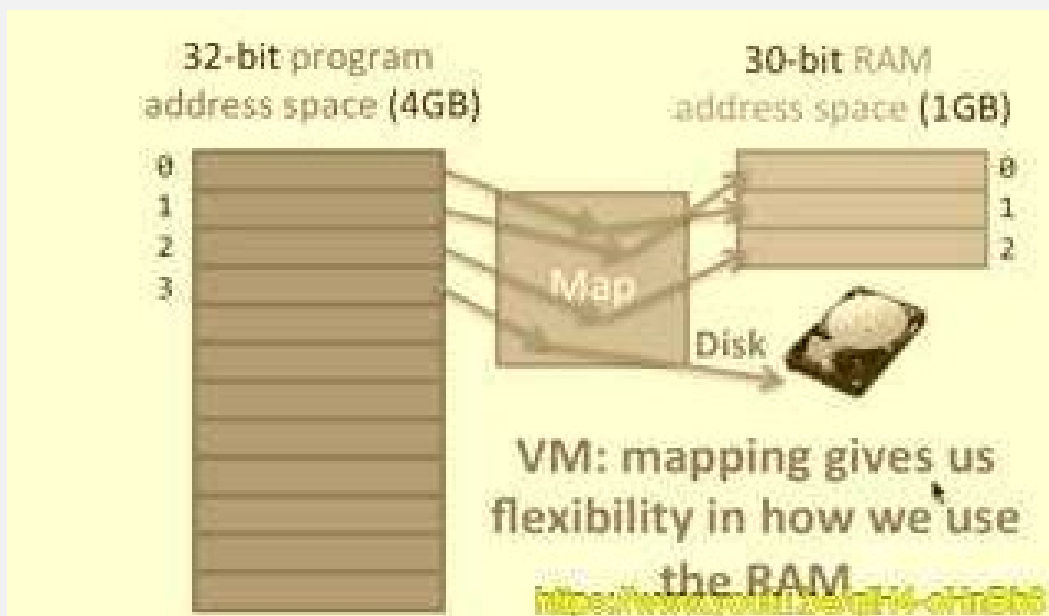 32-bit program
address space (4GB)
30-bit RAM
address space (1GB)
0
1
2
3
Map
0
1
2
Disk
VM: mapping gives us
flexibility in how we use
the RAM